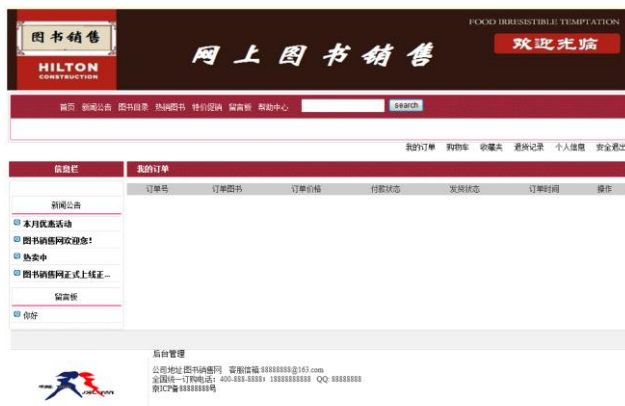 图书销售
HILTON
CONSTRUCTION
FOOD IRRESISTIBLE TEMPTATION
网上图书销售
欢迎光临
首页 新闻公告 图书目录 热销图书 特价促销 留言板 帮助中心 search
我的订单 购物车 收藏夹 退货记录 个人信息 安全退出
信息栏
我的订单
订单号 订单图书 订单价格 付款状态 发货状态 订单时间 操作
新闻公告
本月优惠活动
图书销售网欢迎您！
热卖中
图书销售网正式上线正...
留言板
你好
后台管理
公司地址:图书销售网 客服信箱:88888888@163.com
全国统一订购电话：400-888-8888；18888888888 QQ:88888888
京ICP备88888888号